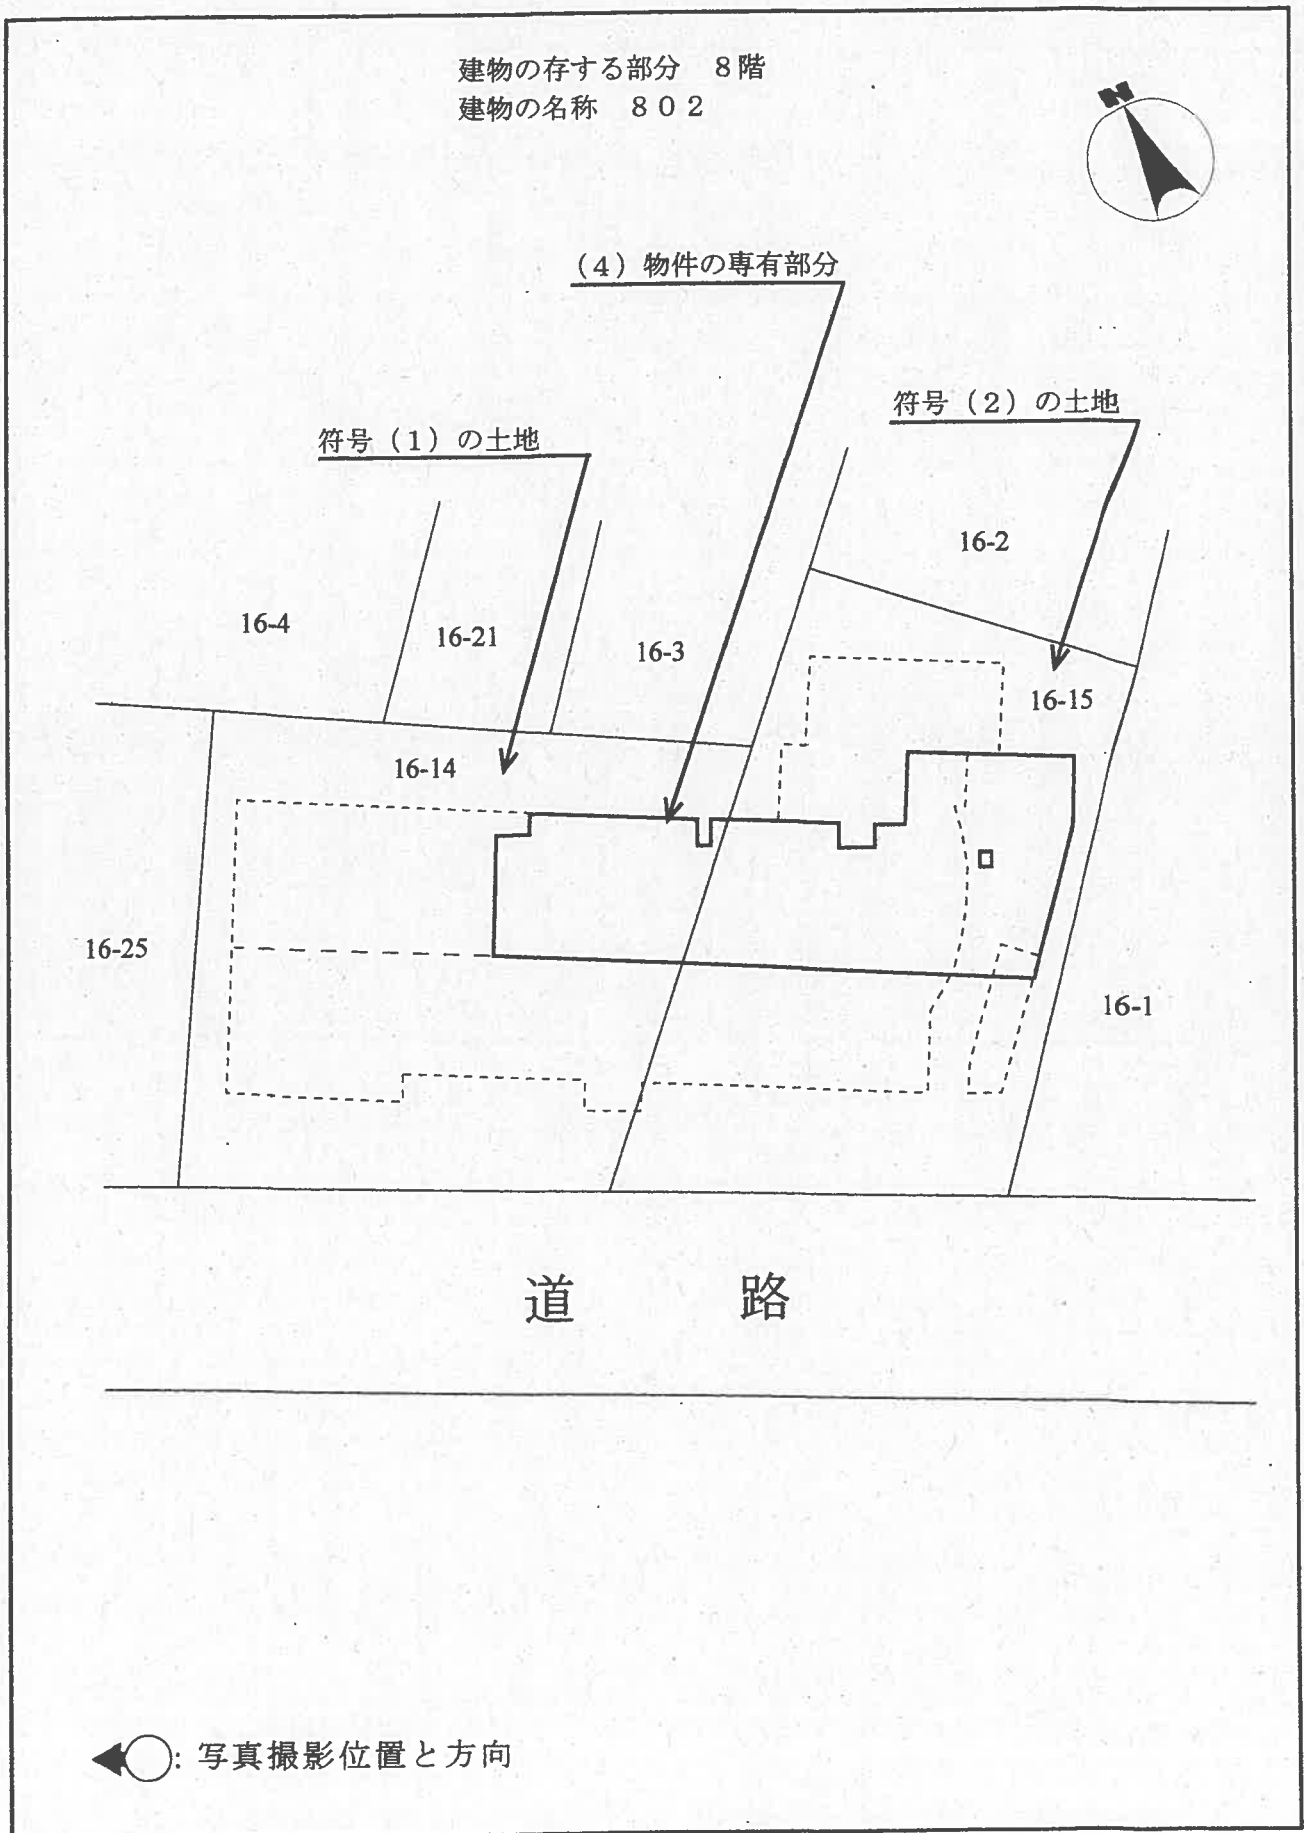 建物の存する部分　8階
建物の名称　８０２
N
（４）物件の専有部分
符号（２）の土地
符号（１）の土地
16-2
16-4
16-21
16-3
16-15
16-14
16-25
16-1
道　路
：写真撮影位置と方向